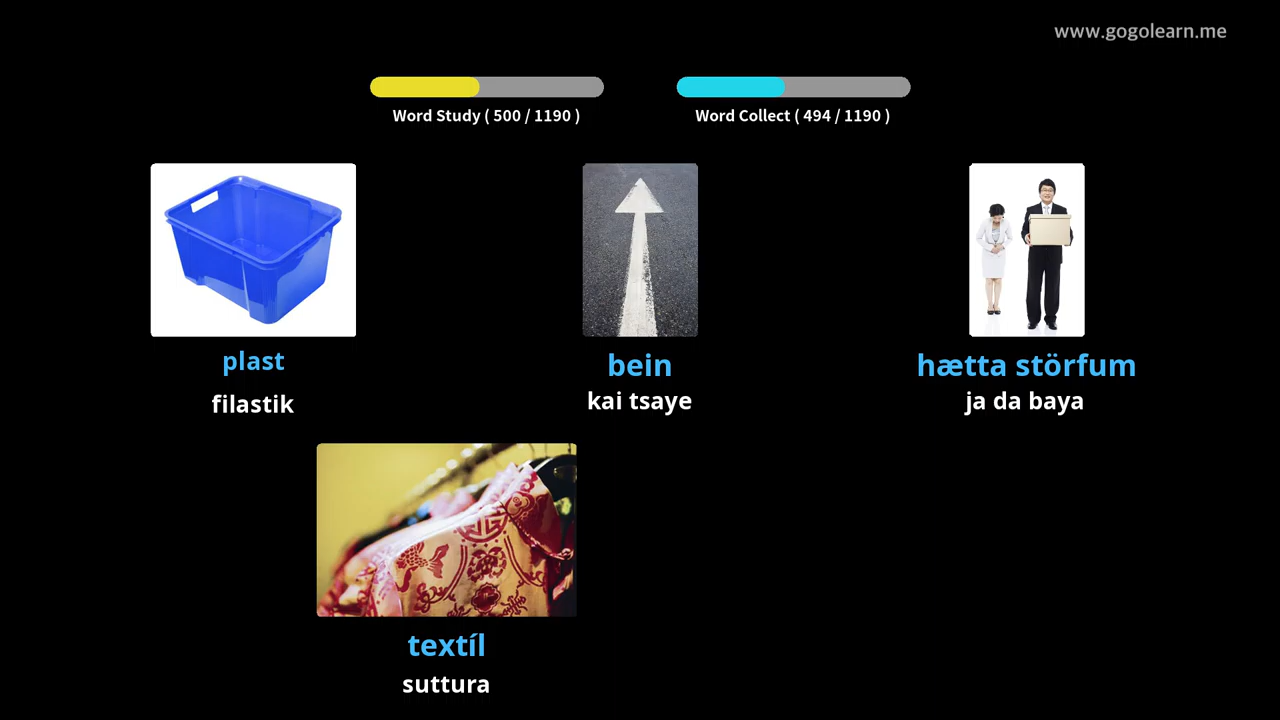 www.gogolearn.me
Word Study ( 500 / 1190 )
Word Collect ( 494 / 1190 )
plast
filastik
bein
kai tsaye
hætta störfum
ja da baya
textíl
suttura